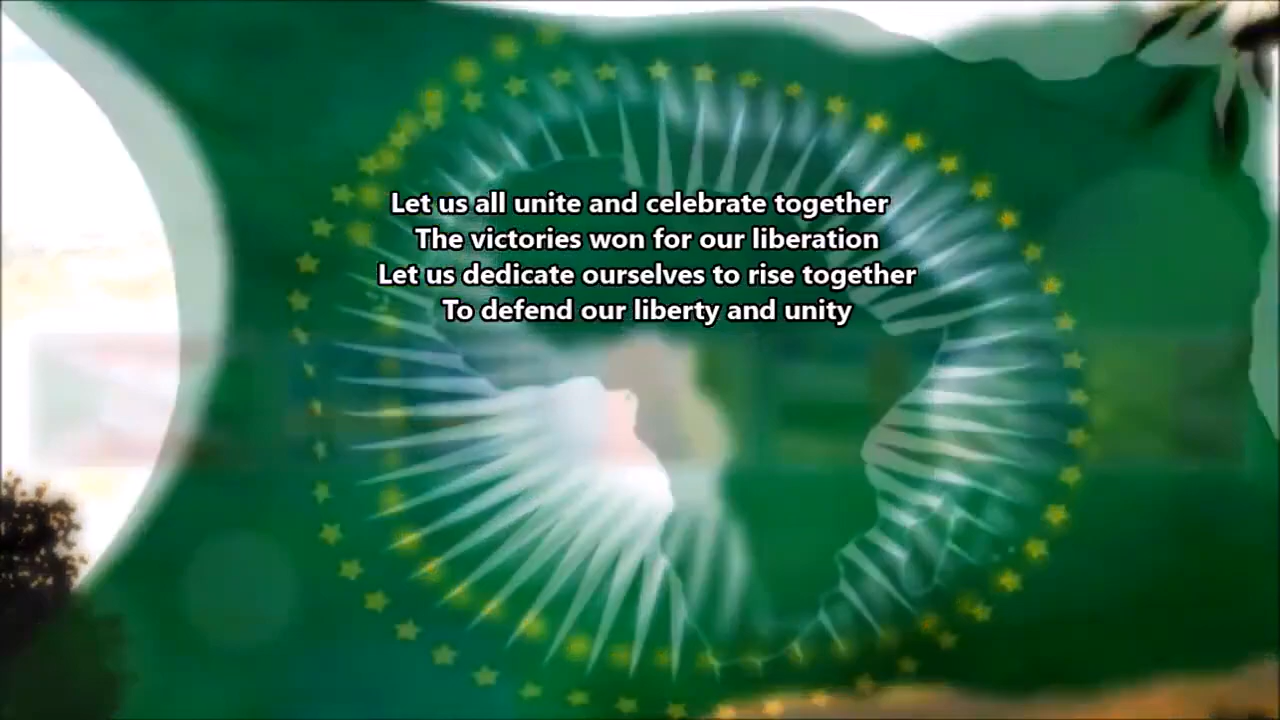 Let us all unite and celebrate together
The victories won for our liberation
Let us dedicate ourselves to rise together
To defend our liberty and unity